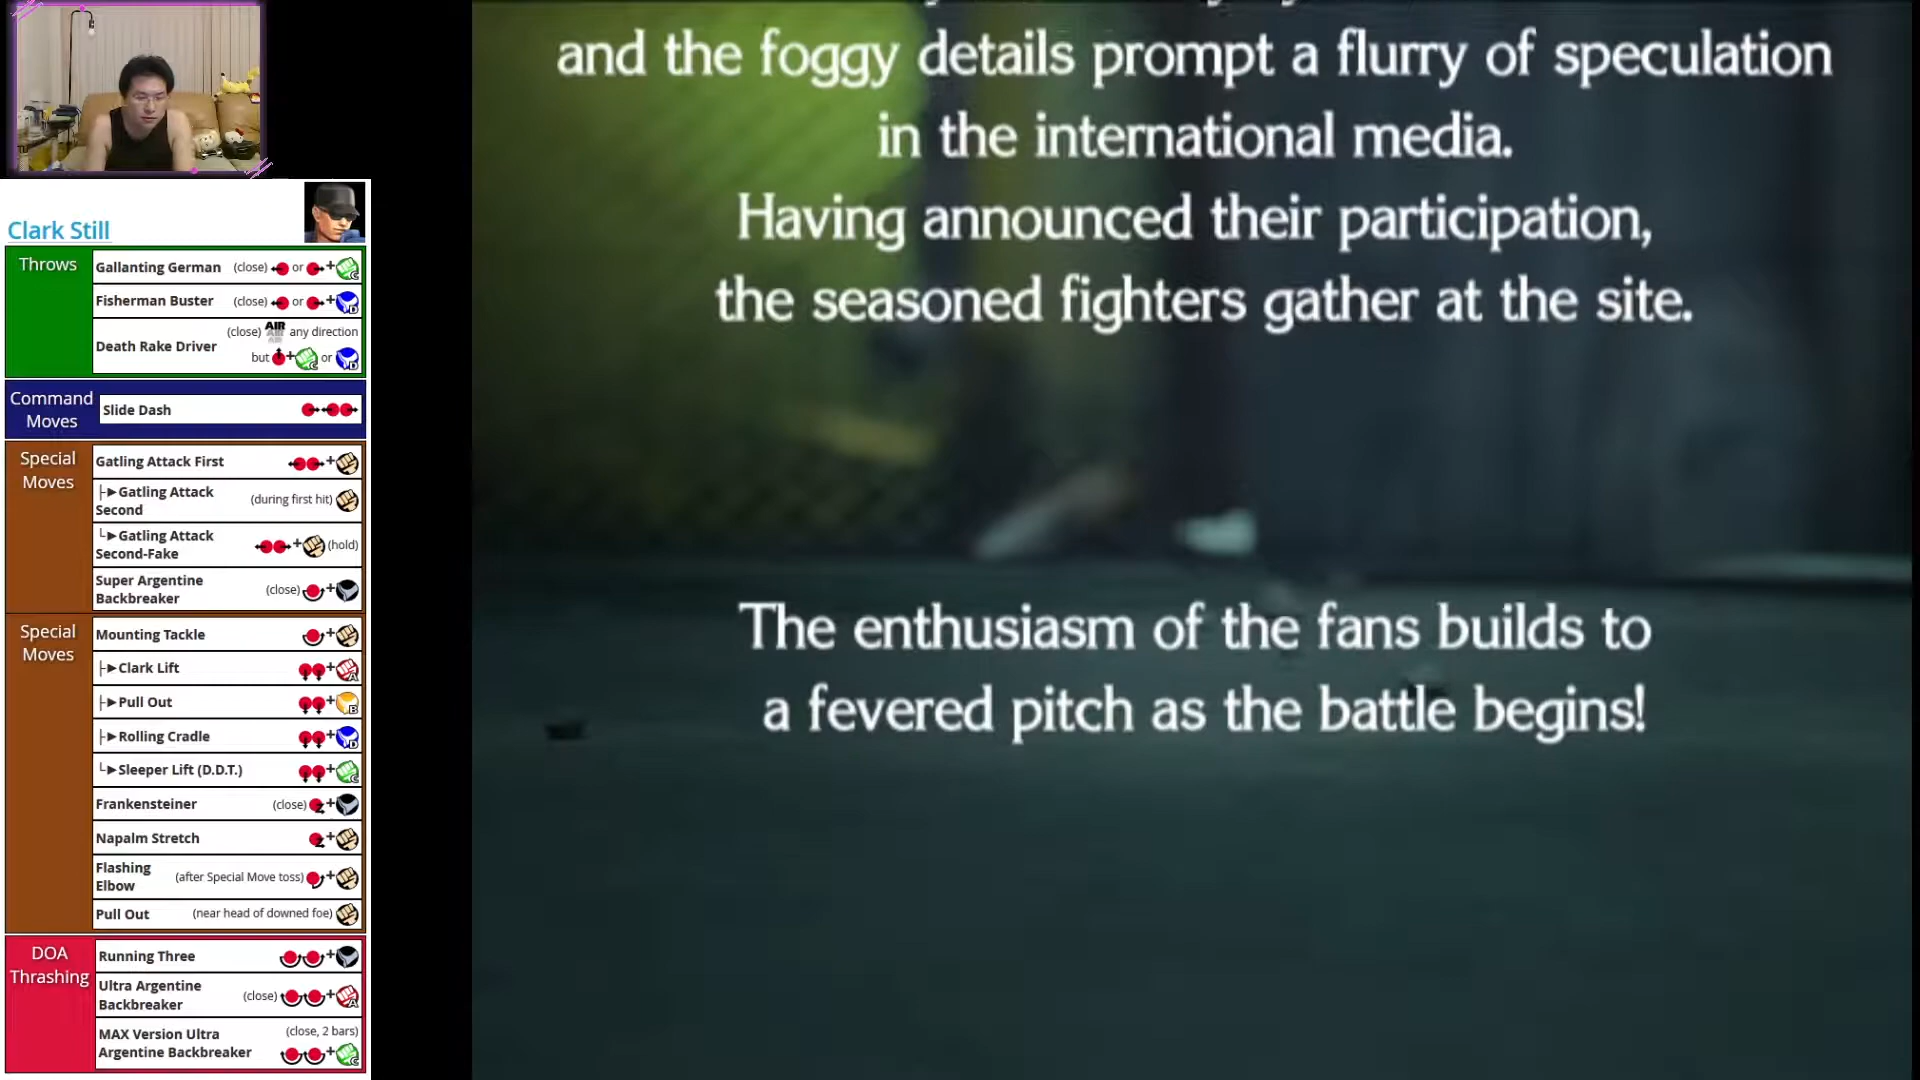 Clark Still
Throws
Gallanting German (close) or + C
Fisherman Buster (close) or + D
Death Rake Driver (close) AIR any direction
but + C or D
Command
Moves
Slide Dash
Special
Moves
Gatling Attack First +
├►Gatling Attack
Second (during first hit)
└►Gatling Attack
Second-Fake + (hold)
Super Argentine
Backbreaker (close) +
Special
Moves
Mounting Tackle +
├►Clark Lift + A
├►Pull Out + B
├►Rolling Cradle + D
└►Sleeper Lift (D.D.T.) + C
Frankensteiner (close) +
Napalm Stretch +
Flashing
Elbow (after Special Move toss) +
Pull Out (near head of downed foe)
DOA
Thrashing
Running Three +
Ultra Argentine
Backbreaker (close) + A
MAX Version Ultra
Argentine Backbreaker (close, 2 bars)
+ C
and the foggy details prompt a flurry of speculation
in the international media.
Having announced their participation,
the seasoned fighters gather at the site.
The enthusiasm of the fans builds to
a fevered pitch as the battle begins!